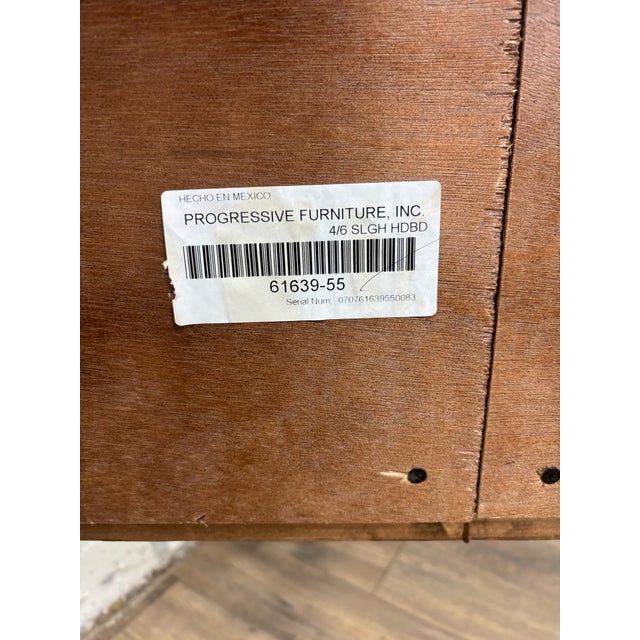 HECHO EN MEXICO
PROGRESSIVE FURNITURE, INC.
4/6 SLGH HDBD
61639-55
Serial Num: 070761639550083